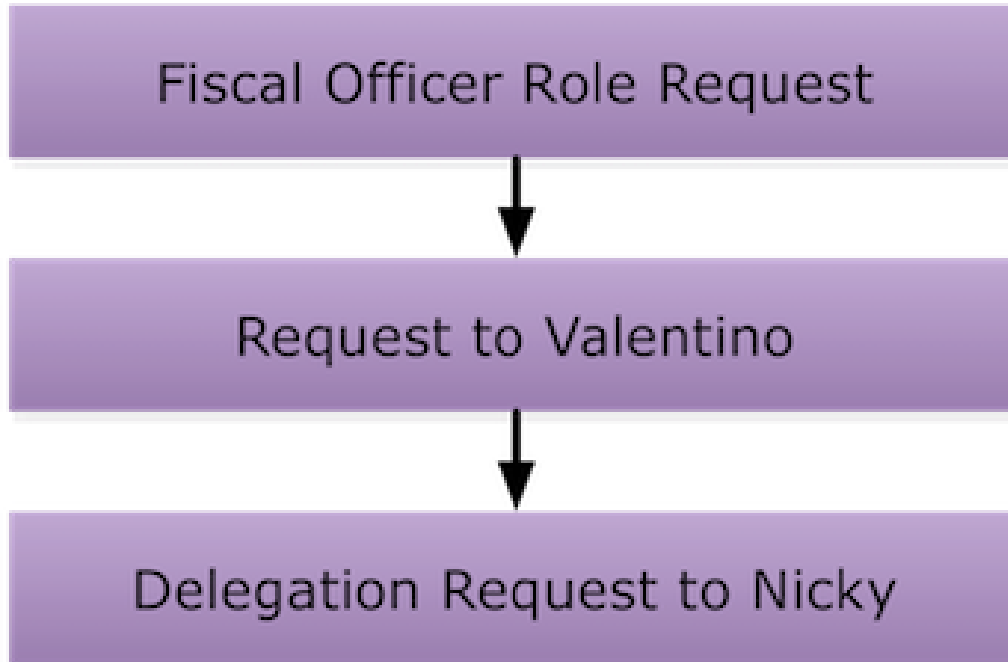 Fiscal Officer Role Request
Request to Valentino
Delegation Request to Nicky